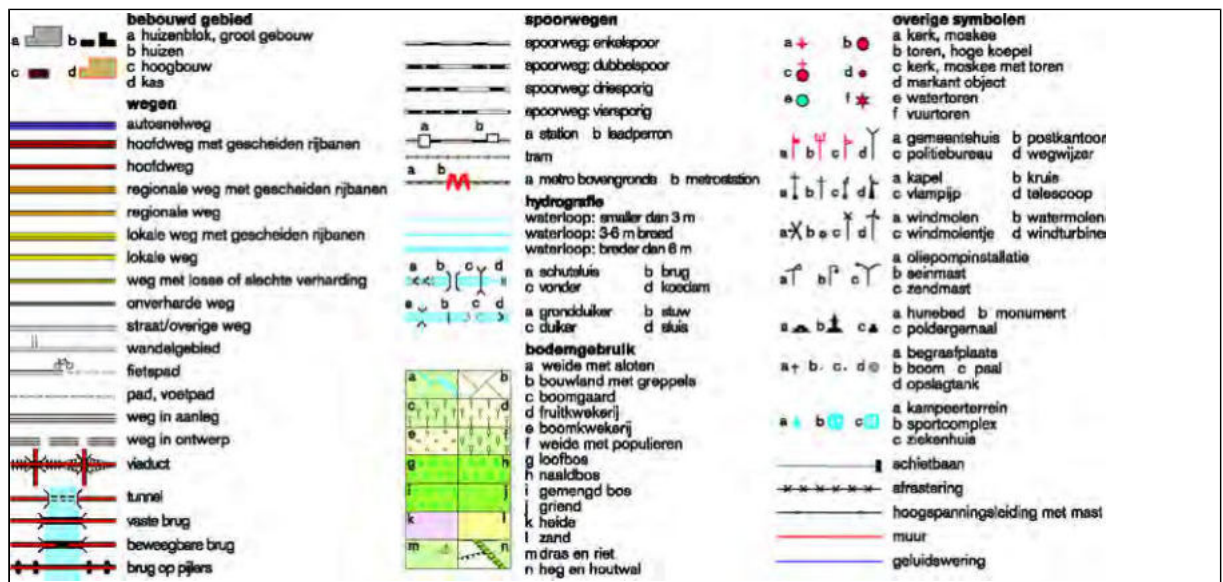 bebouwd gebied
a huizenblok, groot gebouw
b huizen
c hoogbouw
d kas
a
b
c
d
wegen
autosnelweg
hoofdweg met gescheiden rijbanen
hoofdweg
regionale weg met gescheiden rijbanen
regionale weg
lokale weg met gescheiden rijbanen
lokale weg
weg met losse of slechte verharding
onverharde weg
straat/overige weg
wandelgebied
fietspad
pad, voetpad
weg in aanleg
weg in ontwerp
viaduct
tunnel
vaste brug
beweegbare brug
brug op pijlers
spoorwegen
spoorweg: enkelspoor
spoorweg: dubbelspoor
spoorweg: driesporig
spoorweg: viersporig
a b
a station b laadperron
tram
a b
a metro bovengronds b metrostation
hydrografie
waterloop: smaller dan 3 m
waterloop: 3-6 m breed
waterloop: breder dan 6 m
a b c d
a schutsluis b brug
c vonder d koedam
a b c d
a grondduiker b stuw
c duiker d sluis
bodemgebruik
a weide met sloten
b bouwland met greppels
c boomgaard
d fruitkwekerij
e boomkwekerij
f weide met populieren
g loofbos
h naaldbos
i gemengd bos
j griend
k heide
l zand
m dras en riet
n heg en houtwal
a b
c d
e f
g h
i j
k l
m n
overige symbolen
a kerk, moskee
b toren, hoge koepel
c kerk, moskee met toren
d markant object
e watertoren
f vuurtoren
a b
c d
e f
a gemeentehuis b postkantoor
c politiebureau d wegwijzer
a b c d
a kapel b kruis
c vlampijp d telescoop
a b c d
a windmolen b watermolen
c windmolentje d windturbine
a b c d
a oliepompinstallatie
b seinmast
c zendmast
a b c
a hunebed b monument
c poldergemaal
a b c
a begraafplaats
b boom c paal
d opslagtank
a b c d
a kampeerterrein
b sportcomplex
c ziekenhuis
a b c
schietbaan
afrastering
hoogspanningsleiding met mast
muur
geluidswering